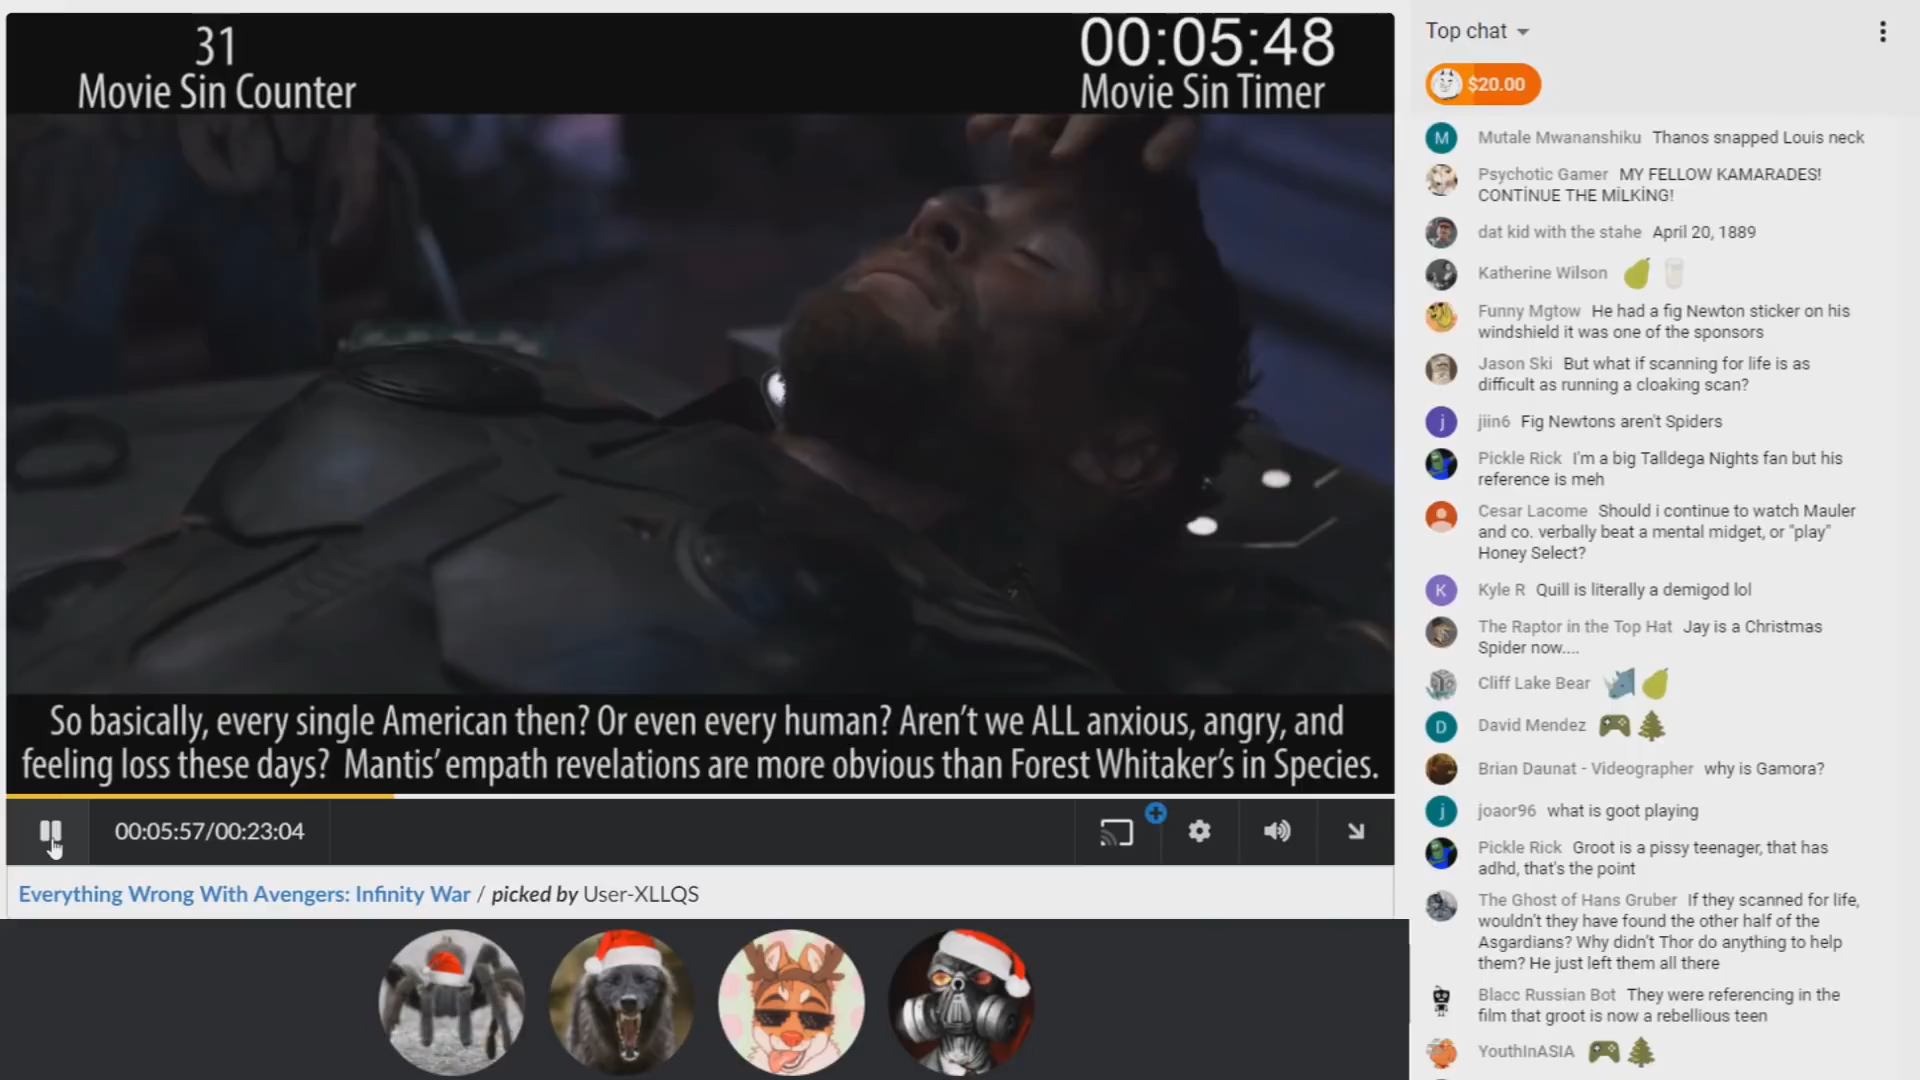 31
Movie Sin Counter
00:05:48
Movie Sin Timer
So basically, every single American then? Or even every human? Aren't we ALL anxious, angry, and
feeling loss these days? Mantis' empath revelations are more obvious than Forest Whitaker's in Species.
00:05:57/00:23:04
Everything Wrong With Avengers: Infinity War / picked by User-XLLQS
Top chat
$20.00
M
Mutale Mwananshiku Thanos snapped Louis neck
Psychotic Gamer MY FELLOW KAMARADES!
CONTİNUE THE MİLKİNG!
dat kid with the stahe April 20, 1889
Katherine Wilson
Funny Mgtow He had a fig Newton sticker on his
windshield it was one of the sponsors
Jason Ski But what if scanning for life is as
difficult as running a cloaking scan?
j
jiin6 Fig Newtons aren't Spiders
Pickle Rick I'm a big Talldega Nights fan but his
reference is meh
Cesar Lacome Should i continue to watch Mauler
and co. verbally beat a mental midget, or "play"
Honey Select?
K
Kyle R Quill is literally a demigod lol
The Raptor in the Top Hat Jay is a Christmas
Spider now....
Cliff Lake Bear
D
David Mendez
Brian Daunat - Videographer why is Gamora?
j
joaor96 what is goot playing
Pickle Rick Groot is a pissy teenager, that has
adhd, that's the point
The Ghost of Hans Gruber If they scanned for life,
wouldn't they have found the other half of the
Asgardians? Why didn't Thor do anything to help
them? He just left them all there
Blacc Russian Bot They were referencing in the
film that groot is now a rebellious teen
YouthInASIA